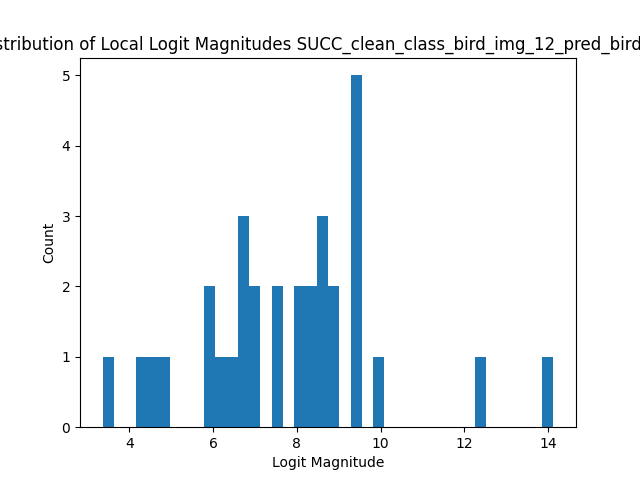 stribution of Local Logit Magnitudes SUCC_clean_class_bird_img_12_pred_bird
5
4
3
2
1
0
Count
4 6 8 10 12 14
Logit Magnitude